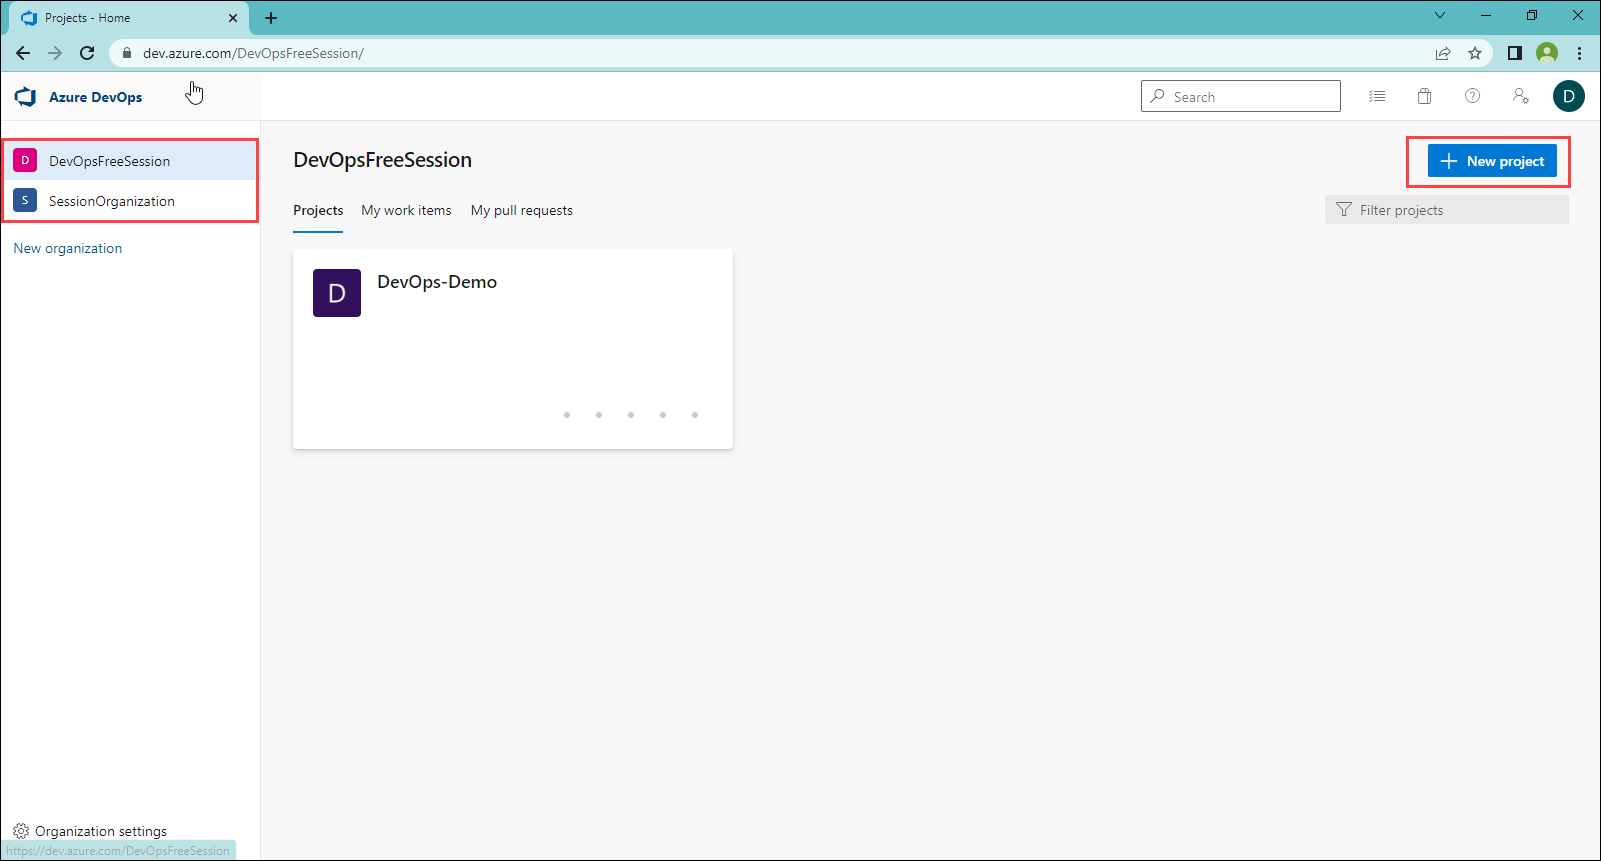 Projects - Home
dev.azure.com/DevOpsFreeSession/
Azure DevOps
Search
D
D DevOpsFreeSession
S SessionOrganization
New organization
DevOpsFreeSession
New project
Projects My work items My pull requests
Filter projects
D DevOps-Demo
Organization settings
https://dev.azure.com/DevOpsFreeSession